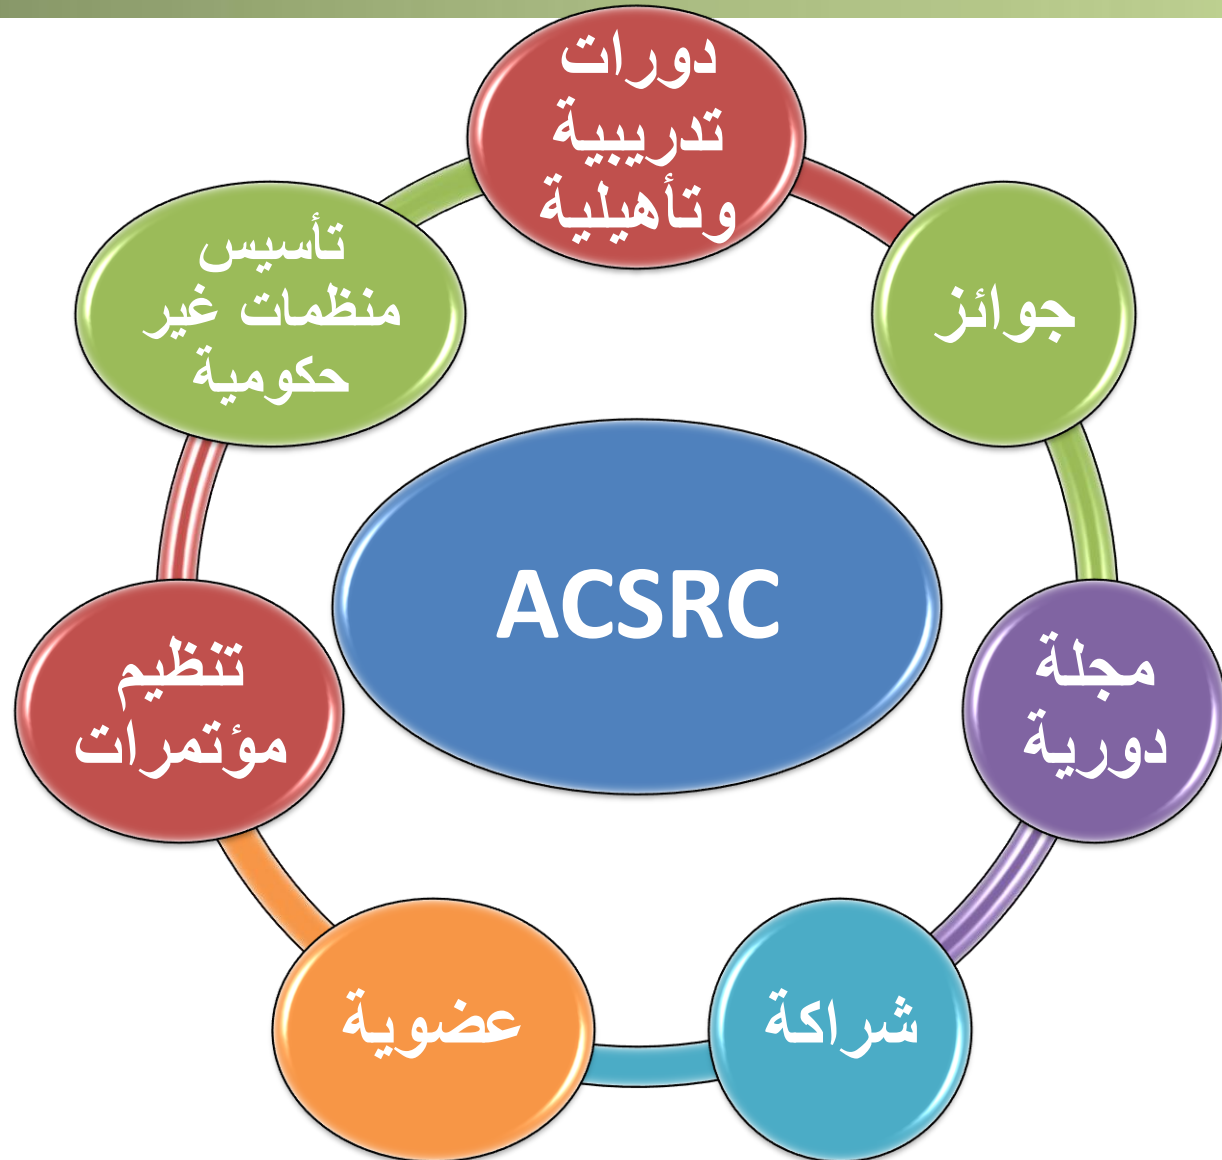 دورات
تدريبية
وتأهيلية
جوائز
مجلة
دورية
شراكة
عضوية
تنظيم
مؤتمرات
تأسيس
منظمات غير
حكومية
ACSRC